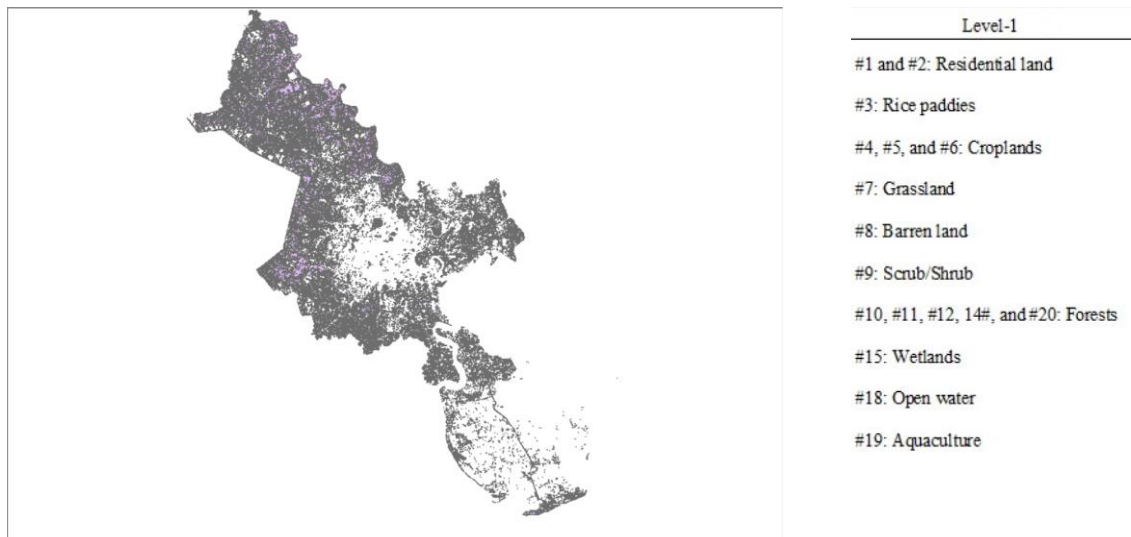 Level-1
#1 and #2: Residential land
#3: Rice paddies
#4, #5, and #6: Croplands
#7: Grassland
#8: Barren land
#9: Scrub/Shrub
#10, #11, #12, 14#, and #20: Forests
#15: Wetlands
#18: Open water
#19: Aquaculture